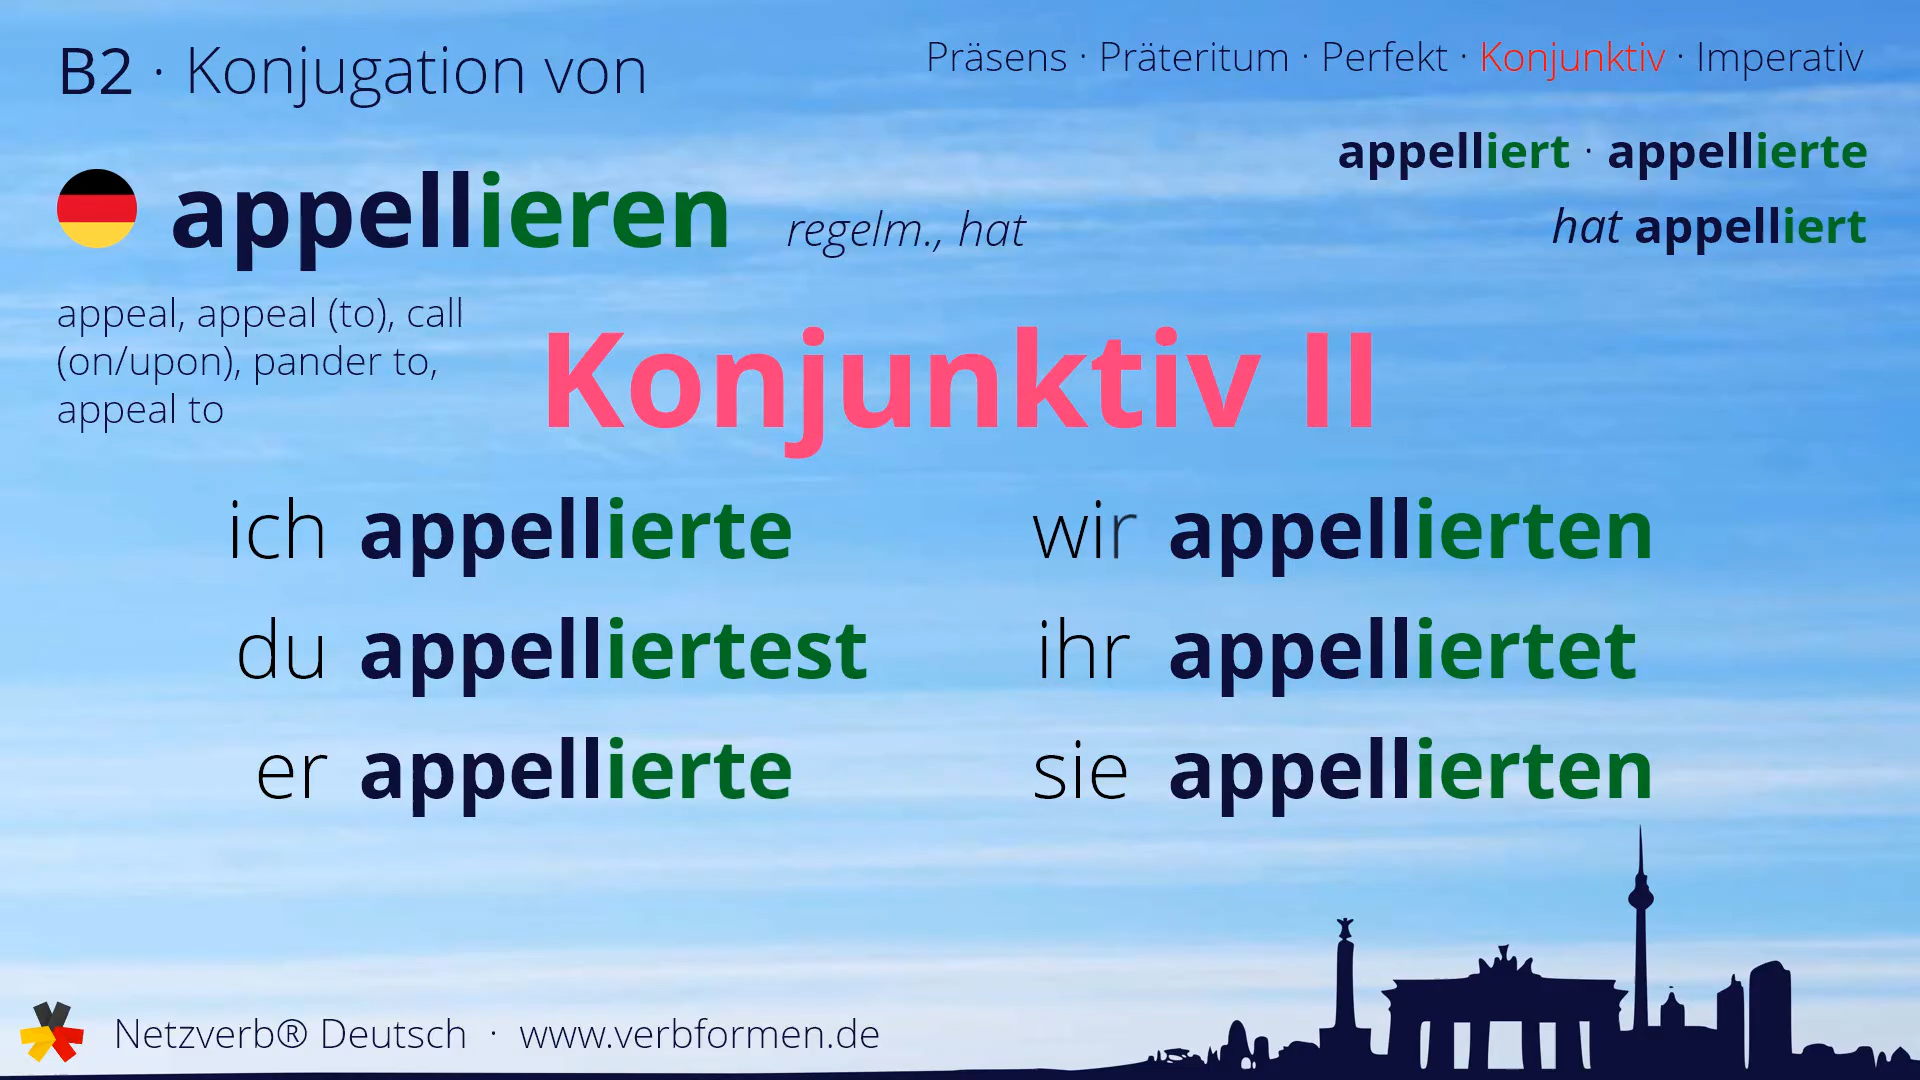 B2 · Konjugation von
Präsens · Präteritum · Perfekt · Konjunktiv · Imperativ
appellieren regelm., hat
appelliert · appellierte
hat appelliert
appeal, appeal (to), call
(on/upon), pander to,
appeal to
Konjunktiv II
ich appellierte
du appelliertest
er appellierte
wir appellierten
ihr appelliertet
sie appellierten
Netzverb® Deutsch · www.verbformen.de